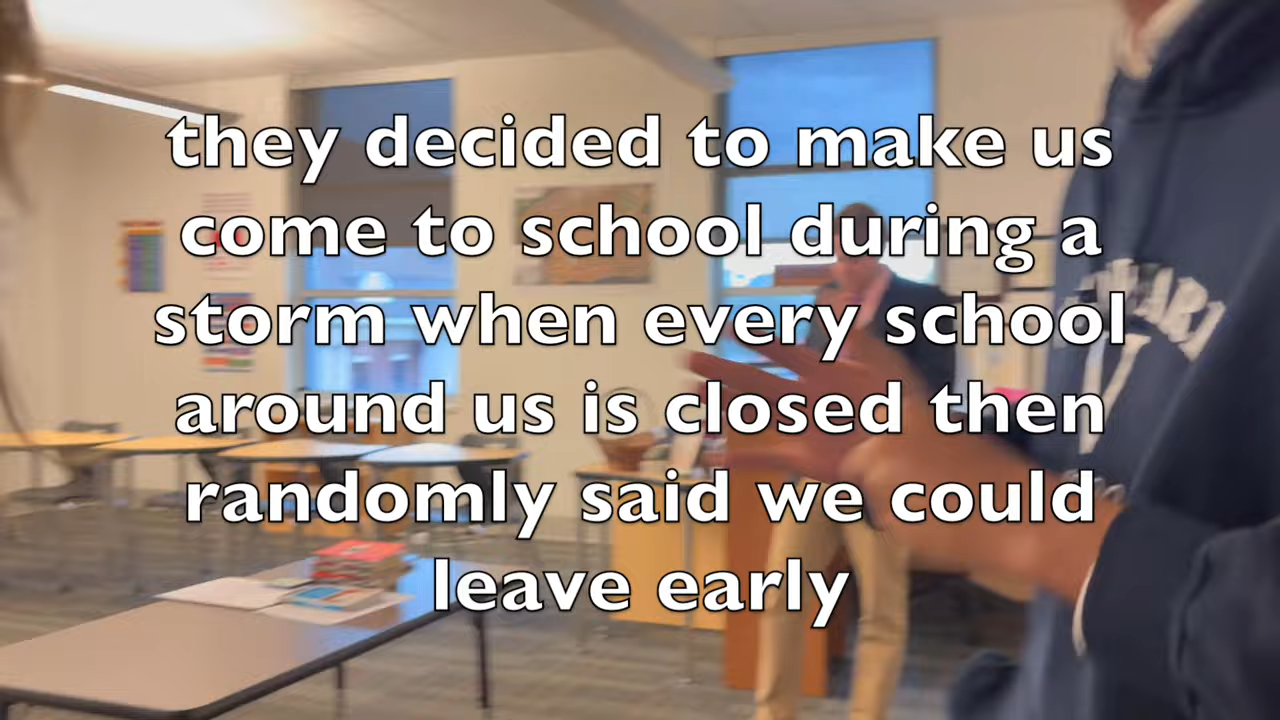 they decided to make us
come to school during a
storm when every school
around us is closed then
randomly said we could
leave early